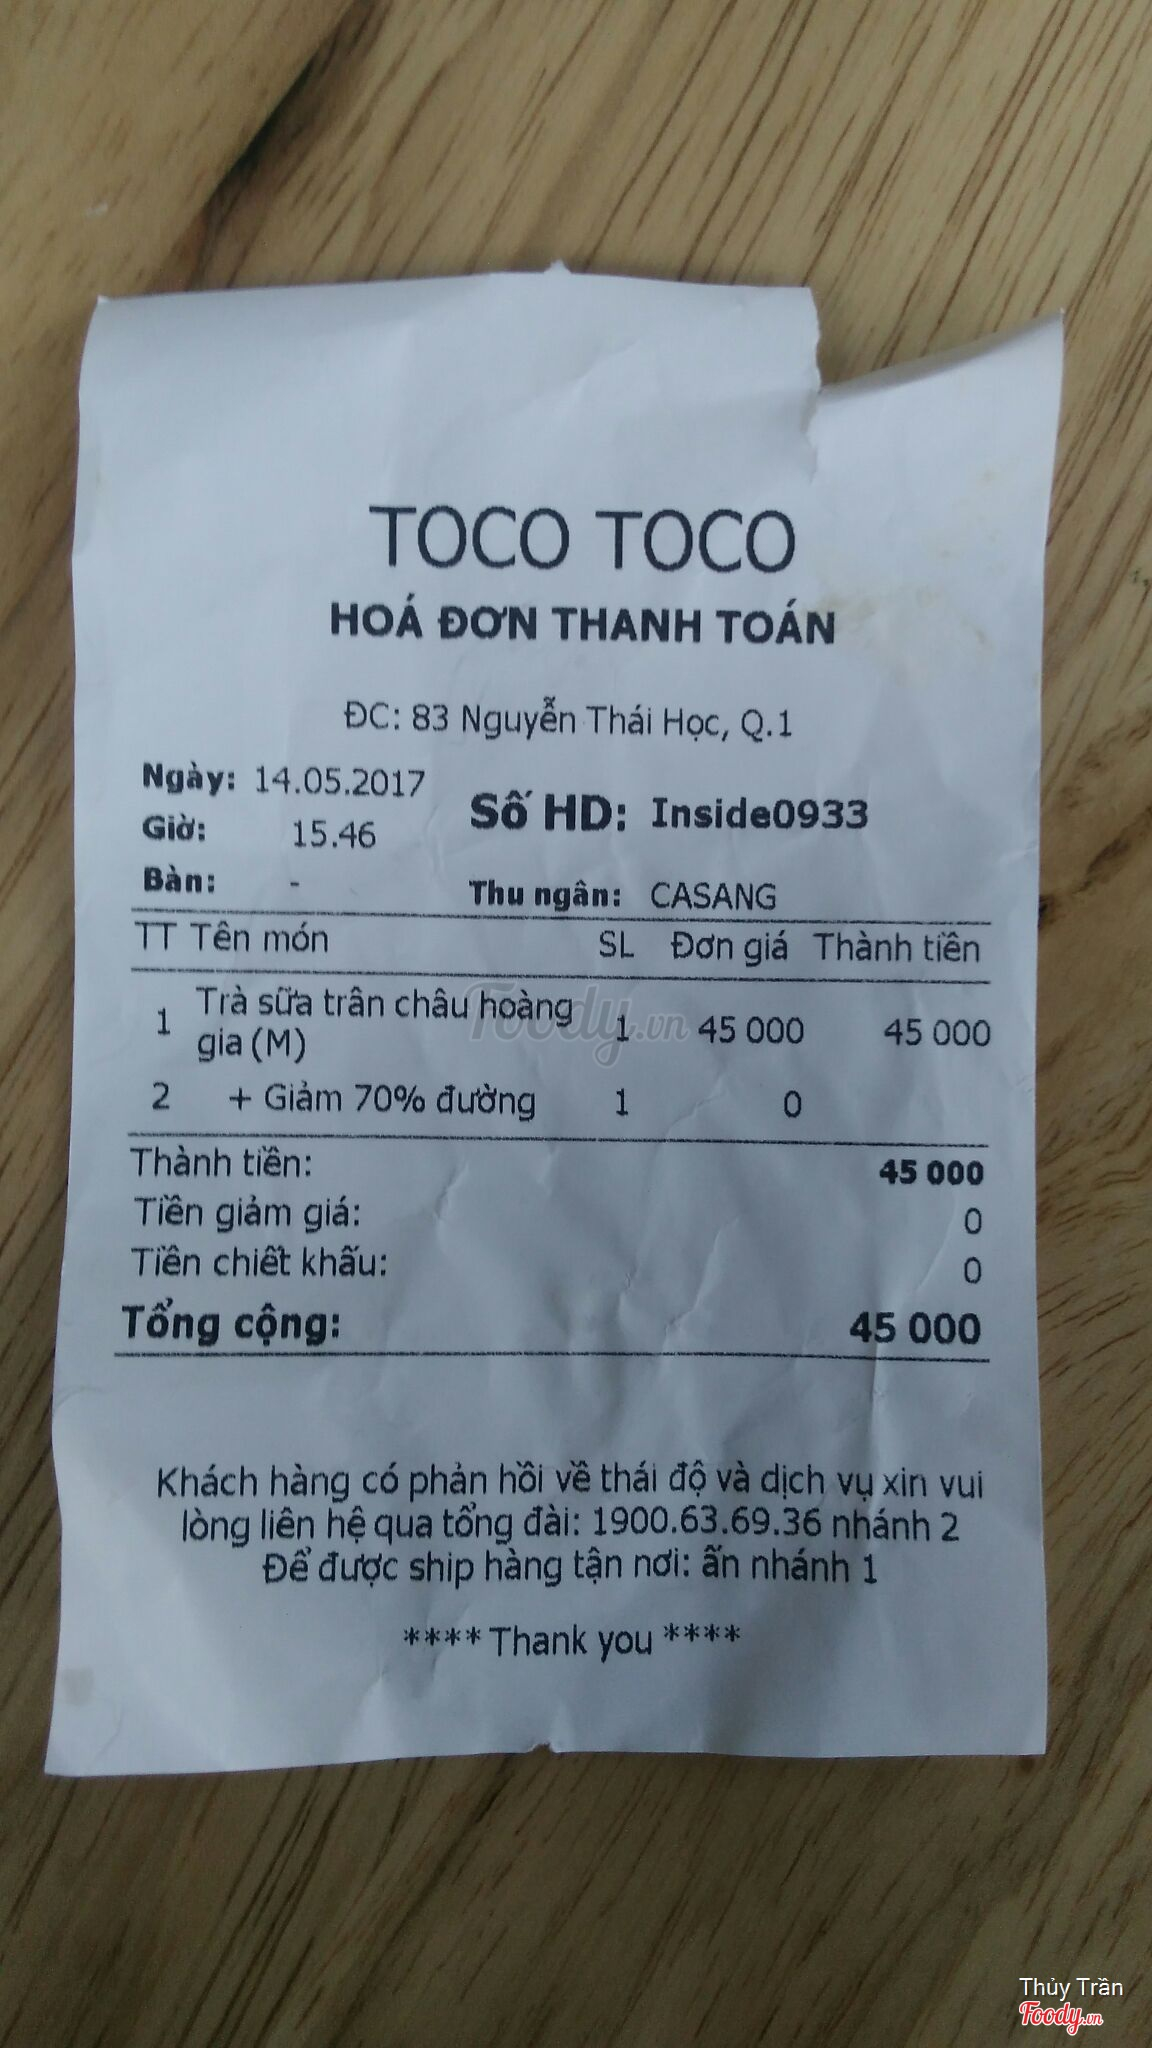 TOCO TOCO
HOÁ ĐƠN THANH TOÁN
ĐC: 83 Nguyễn Thái Học, Q.1
Ngày: 14.05.2017
Số HD: Inside0933
Giờ: 15.46
Bàn: -
Thu ngân: CASANG
TT Tên món SL Đơn giá Thành tiền
1 Trà sữa trân châu hoàng gia (M) 1 45 000 45 000
2 + Giảm 70% đường 1 0
Thành tiền: 45 000
Tiền giảm giá: 0
Tiền chiết khấu: 0
Tổng cộng: 45 000
Khách hàng có phản hồi về thái độ và dịch vụ xin vui
lòng liên hệ qua tổng đài: 1900.63.69.36 nhánh 2
Để được ship hàng tận nơi: ấn nhánh 1
**** Thank you ****
Foody.vn
Thủy Trần
Foody.vn